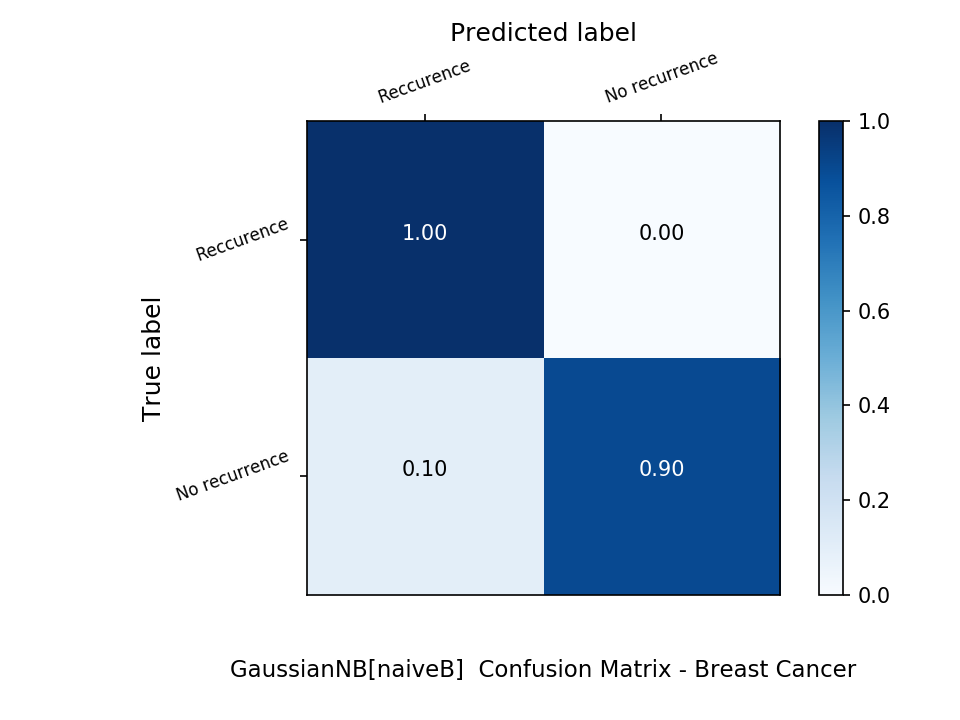 Predicted label
Reccurence
No recurrence
1.0
1.00
0.00
0.8
Reccurence
0.6
True label
0.4
0.10
0.90
No recurrence
0.2
0.0
GaussianNB[naiveB]  Confusion Matrix - Breast Cancer